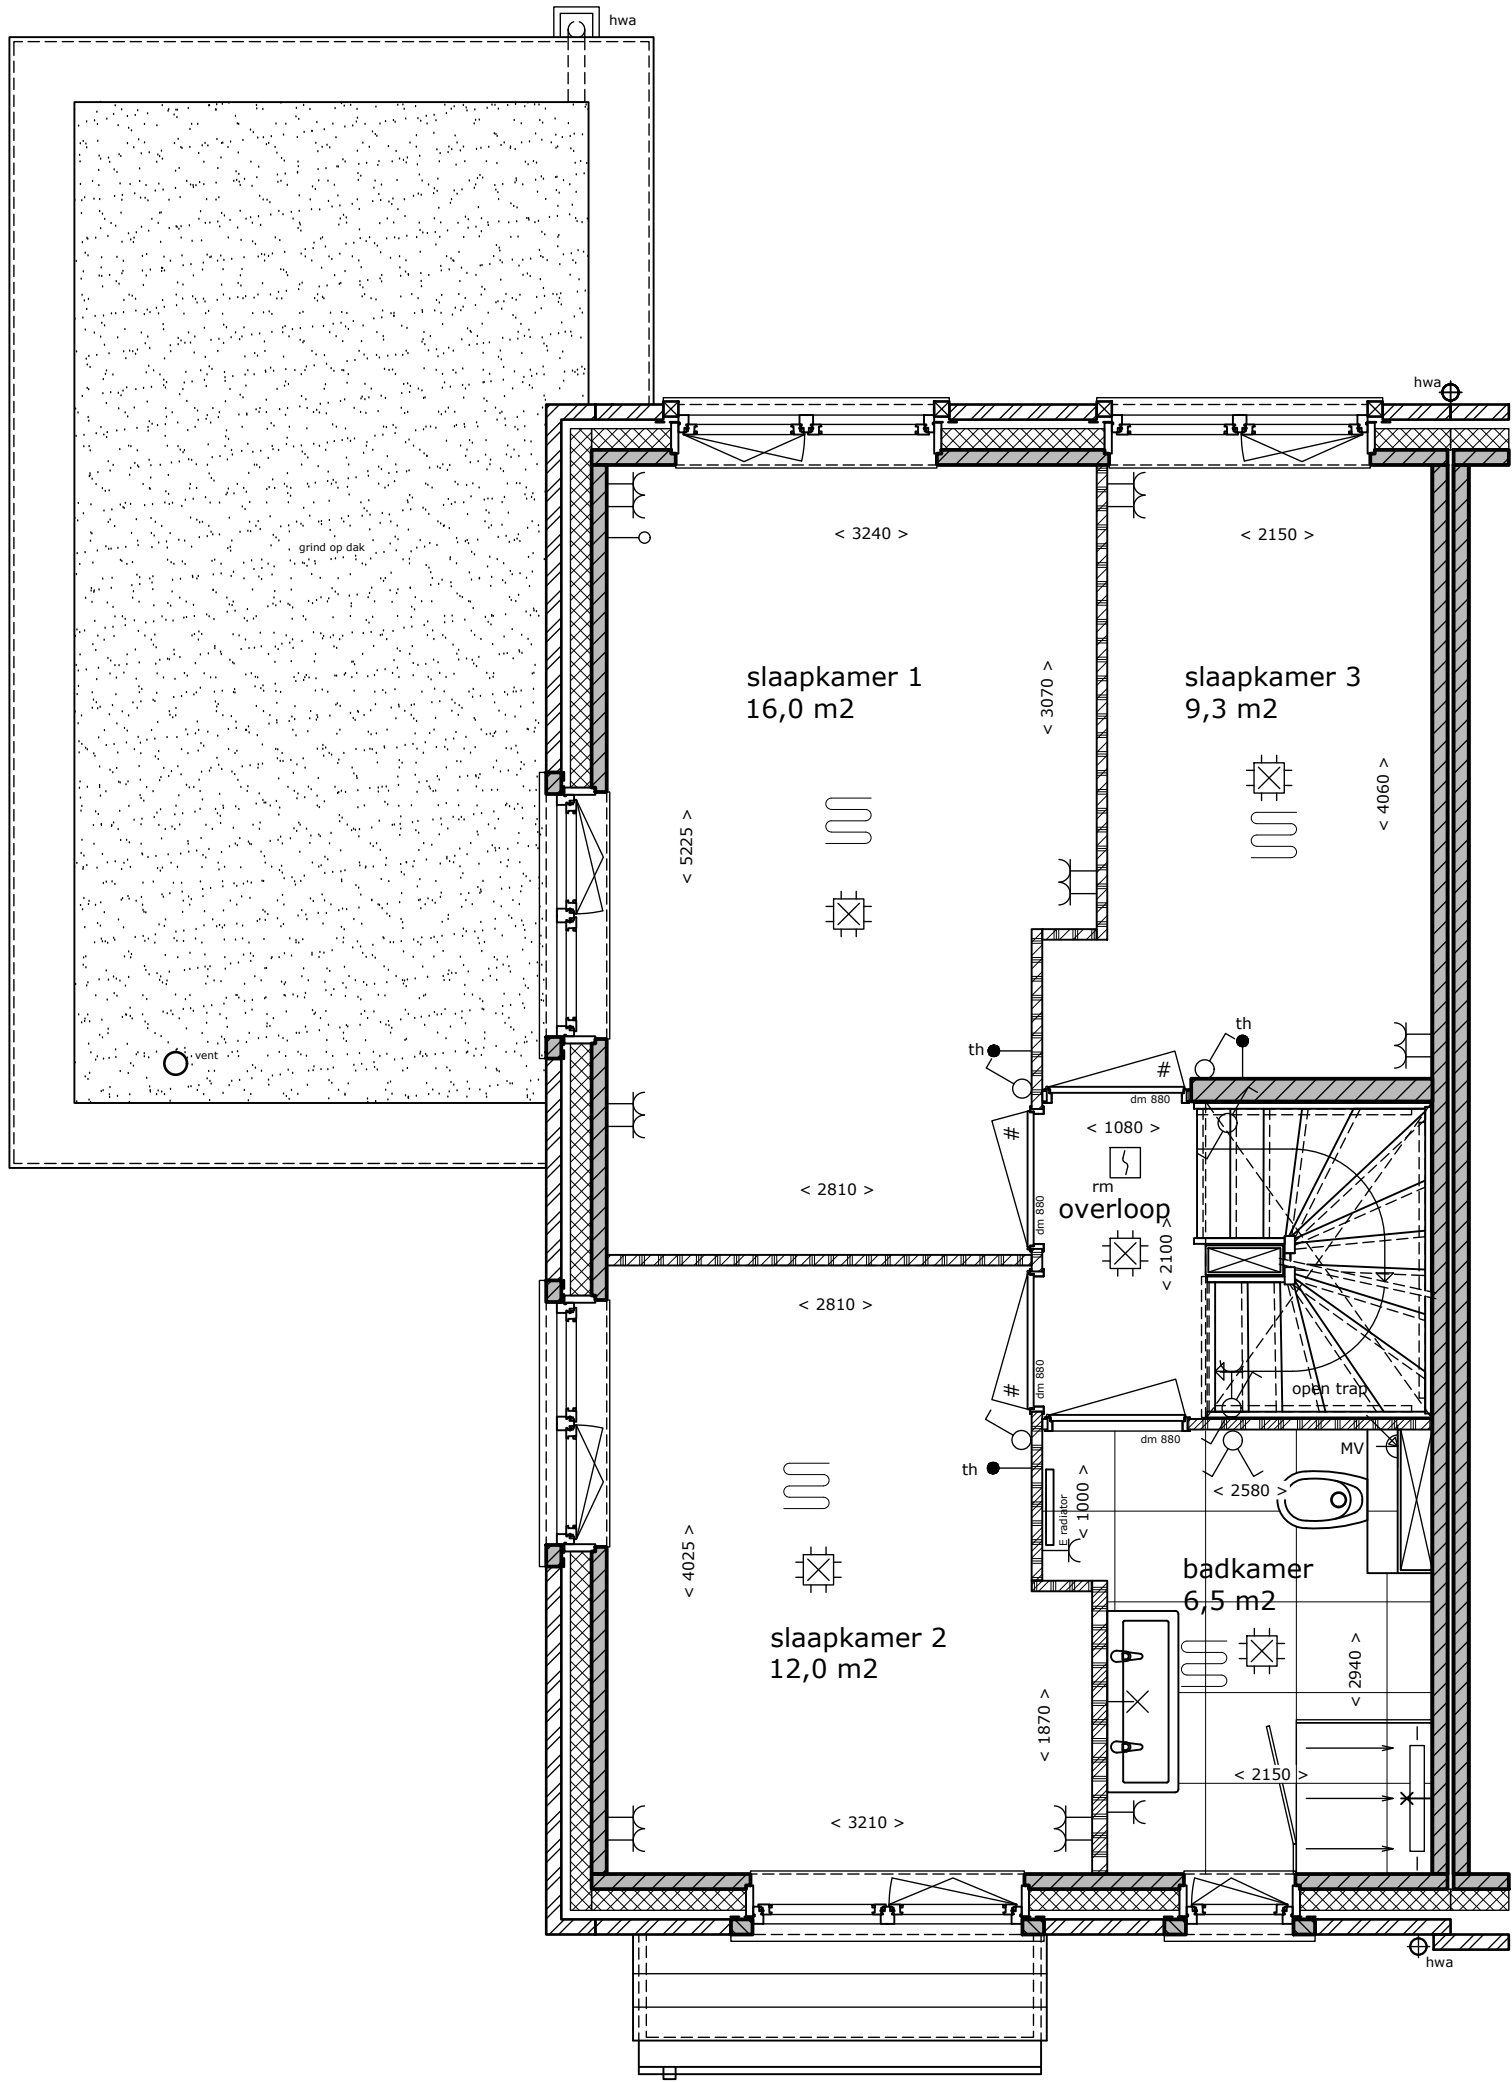 hwa
hwa
grind op dak
< 3240 >
< 2150 >
slaapkamer 1
16,0 m2
< 3070 >
slaapkamer 3
9,3 m2
< 5225 >
< 4060 >
vent
th
th
#
dm 880
#
< 1080 >
rm
overloop
dm 880
< 2100 >
< 2810 >
< 2810 >
dm 880
#
open trap
dm 880
MV
th
< 2580 >
E radiator
< 1000 >
< 4025 >
badkamer
6,5 m2
slaapkamer 2
12,0 m2
< 2940 >
< 1870 >
< 2150 >
< 3210 >
hwa